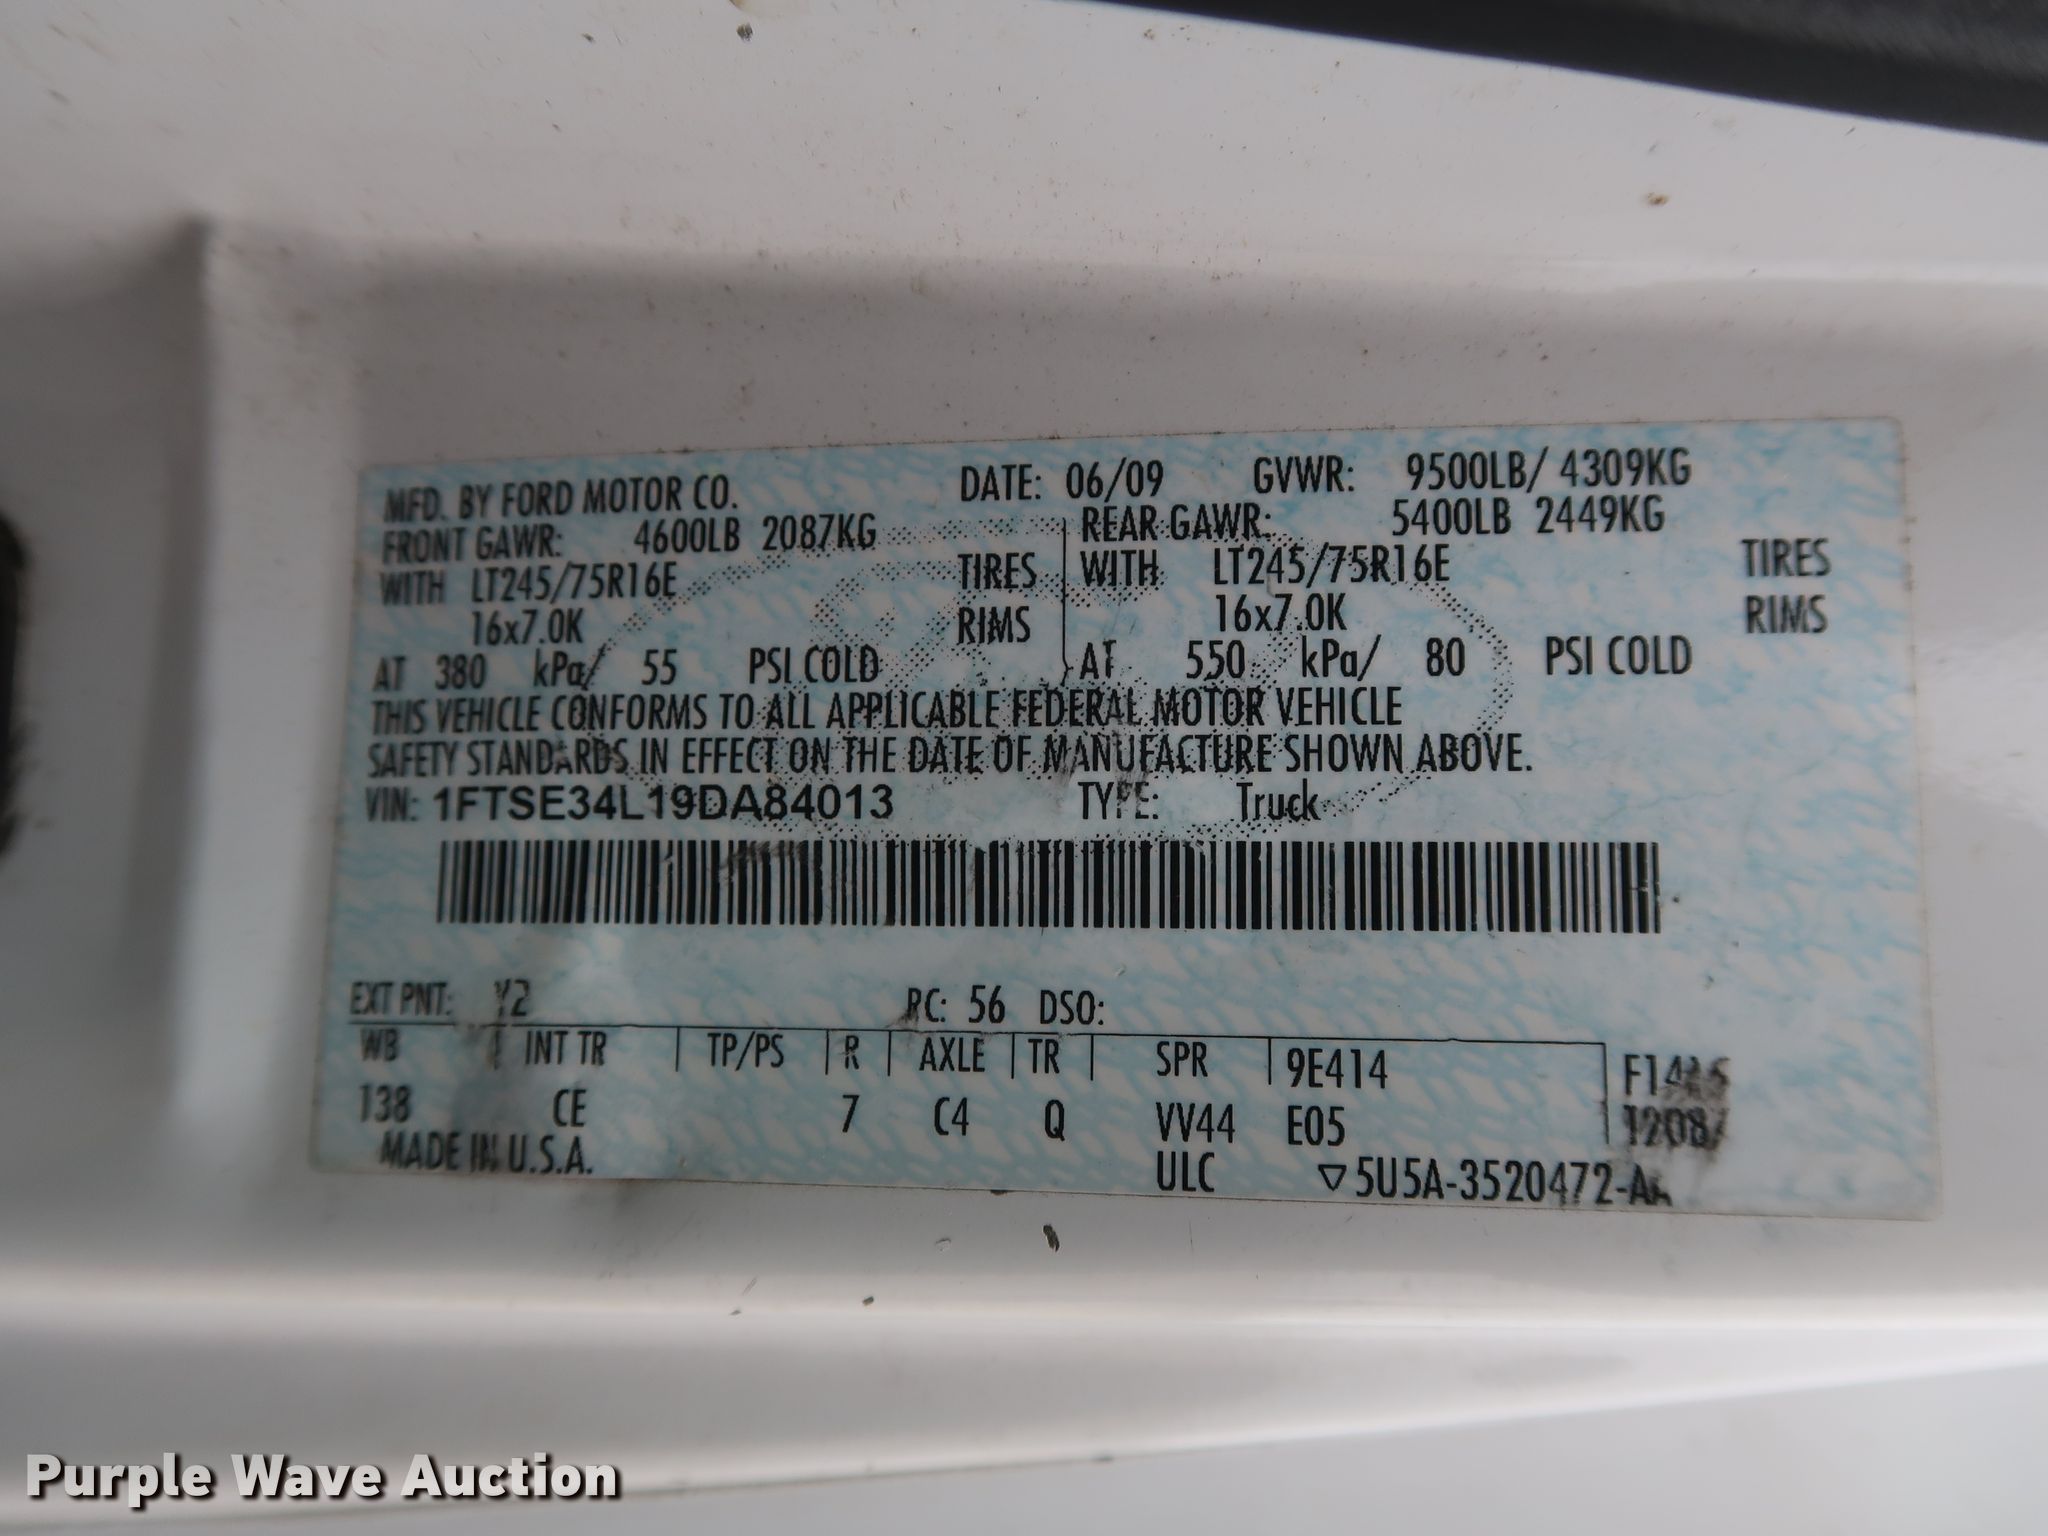 MFD. BY FORD MOTOR CO. DATE: 06/09 GVWR: 9500LB/ 4309KG
FRONT GAWR: 4600LB 2087KG REAR GAWR: 5400LB 2449KG
WITH LT245/75R16E TIRES WITH LT245/75R16E TIRES
16x7.0K RIMS 16x7.0K RIMS
AT 380 kPa/ 55 PSI COLD AT 550 kPa/ 80 PSI COLD
THIS VEHICLE CONFORMS TO ALL APPLICABLE FEDERAL MOTOR VEHICLE
SAFETY STANDARDS IN EFFECT ON THE DATE OF MANUFACTURE SHOWN ABOVE.
VIN: 1FTSE34L19DA84013 TYPE: Truck
EXT PNT: Y2 RC: 56 DSO:
WB INT TR TP/PS R AXLE TR SPR 9E414
138 CE 7 C4 Q VV44 E05
MADE IN U.S.A. ULC ▽5U5A-3520472-AA
Purple Wave Auction